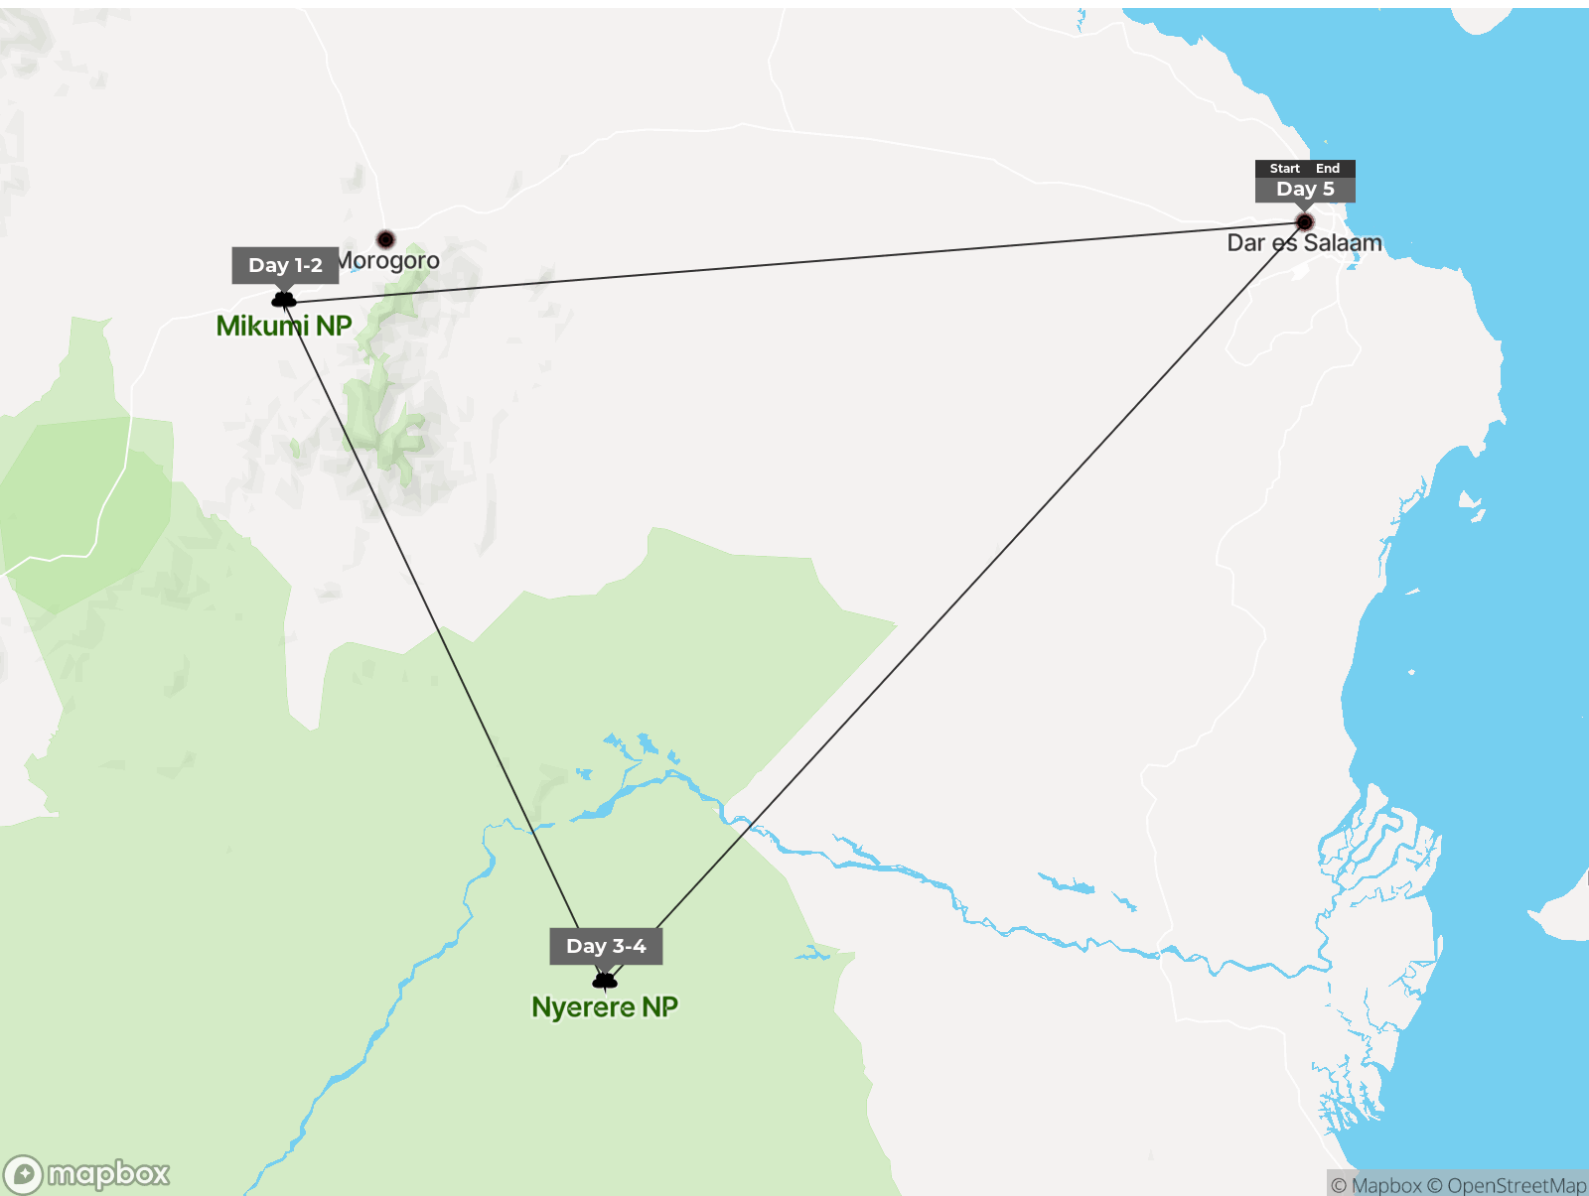 Start End
Day 5
Dar es Salaam
Morogoro
Day 1-2
Mikumi NP
Day 3-4
Nyerere NP
mapbox
© Mapbox © OpenStreetMap